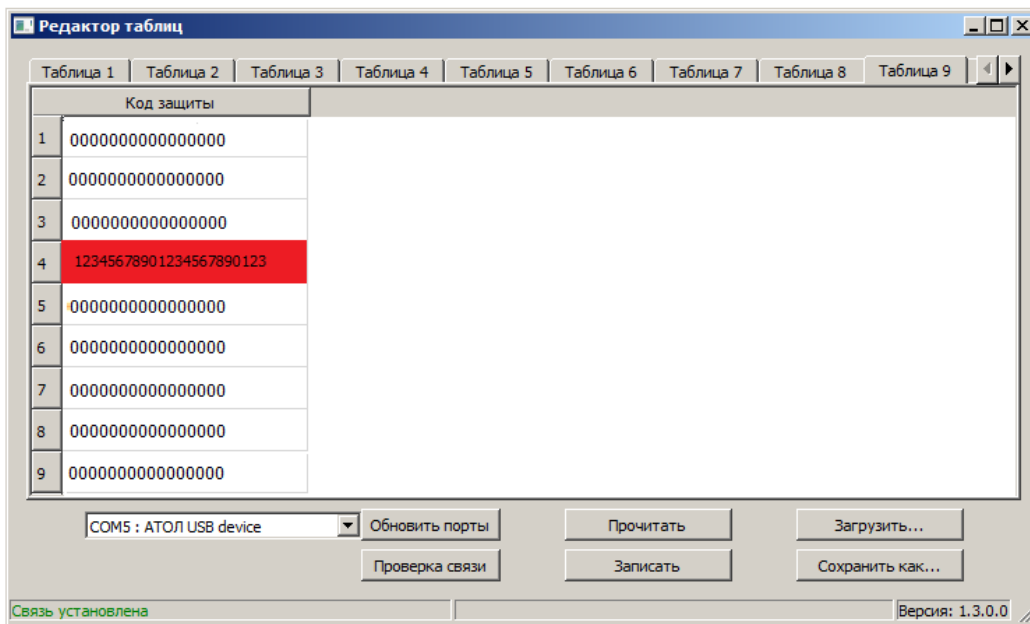 Редактор таблиц
Таблица 1 Таблица 2 Таблица 3 Таблица 4 Таблица 5 Таблица 6 Таблица 7 Таблица 8 Таблица 9
Код защиты
1 0000000000000000
2 0000000000000000
3 0000000000000000
4 12345678901234567890123
5 0000000000000000
6 0000000000000000
7 0000000000000000
8 0000000000000000
9 0000000000000000
COM5 : АТОЛ USB device Обновить порты Прочитать Загрузить...
Проверка связи Записать Сохранить как...
Связь установлена Версия: 1.3.0.0